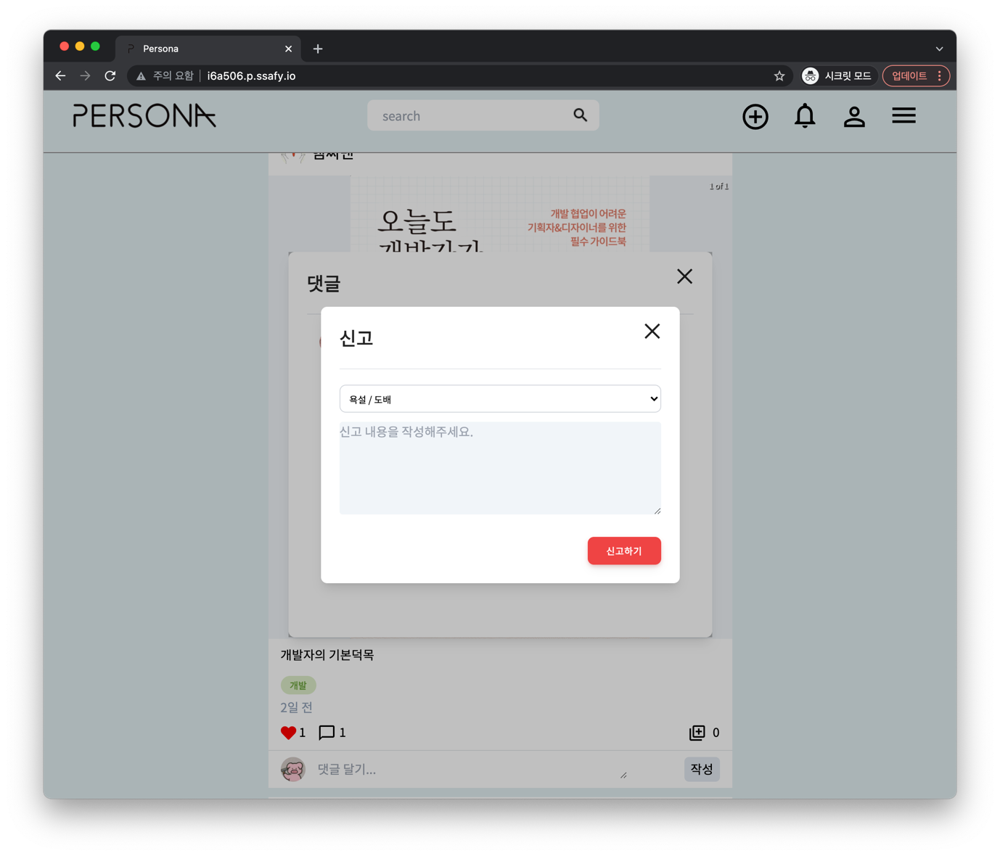 Persona
주의 요함
i6a506.p.ssafy.io
시크릿 모드
업데이트
PERSONA
search
1 of 1
오늘도
개발 협업이 어려운
기획자&디자이너를 위한
필수 가이드북
댓글
신고
욕설 / 도배
신고 내용을 작성해주세요.
신고하기
개발자의 기본덕목
개발
2일 전
1
1
0
댓글 달기...
작성